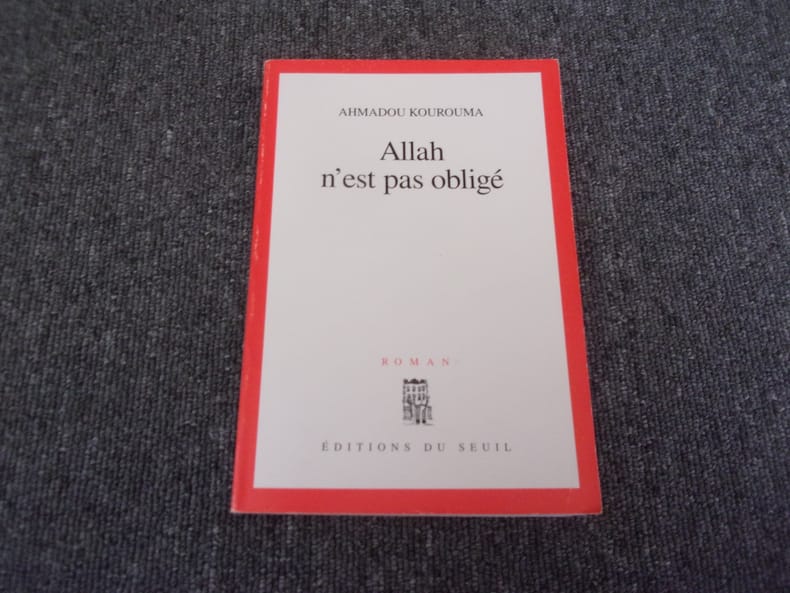 AHMADOU KOUROUMA
Allah
n'est pas obligé
ROMAN
ÉDITIONS DU SEUIL